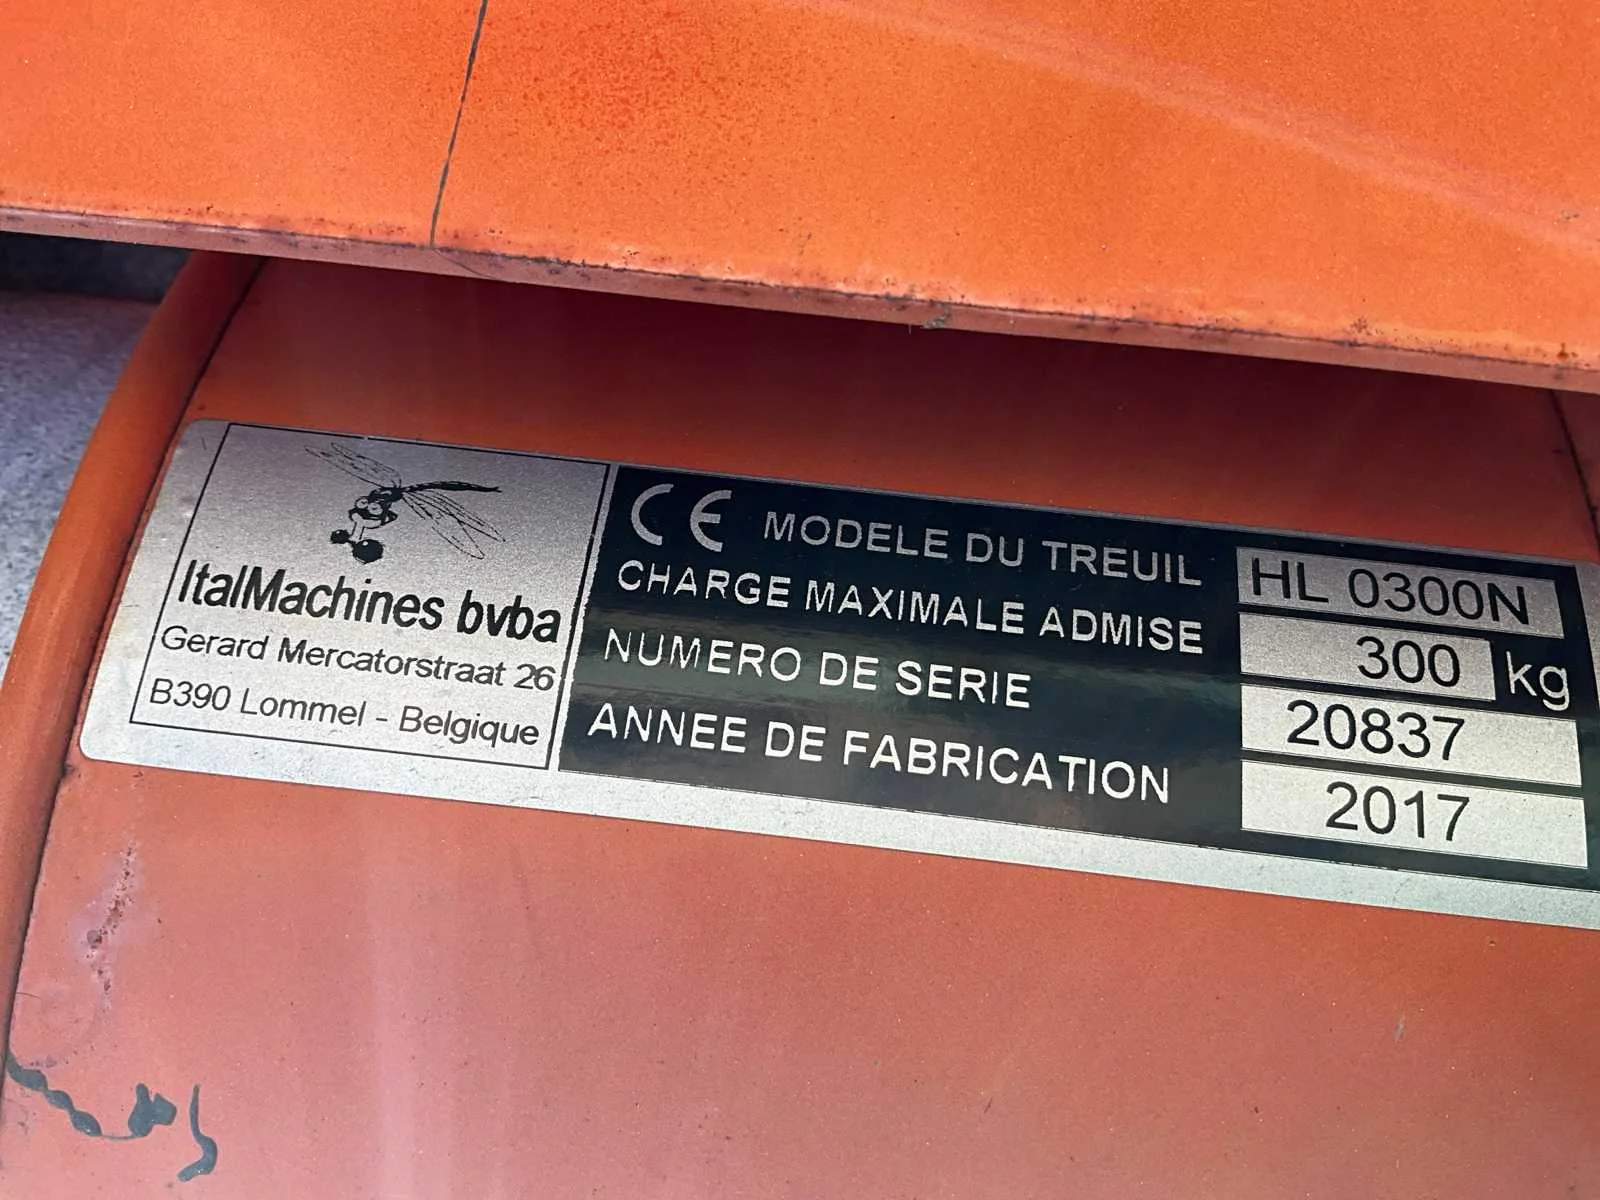 ItalMachines bvba
Gerard Mercatorstraat 26
B390 Lommel - Belgique
CE MODELE DU TREUIL HL 0300N
CHARGE MAXIMALE ADMISE 300 kg
NUMERO DE SERIE 20837
ANNEE DE FABRICATION 2017